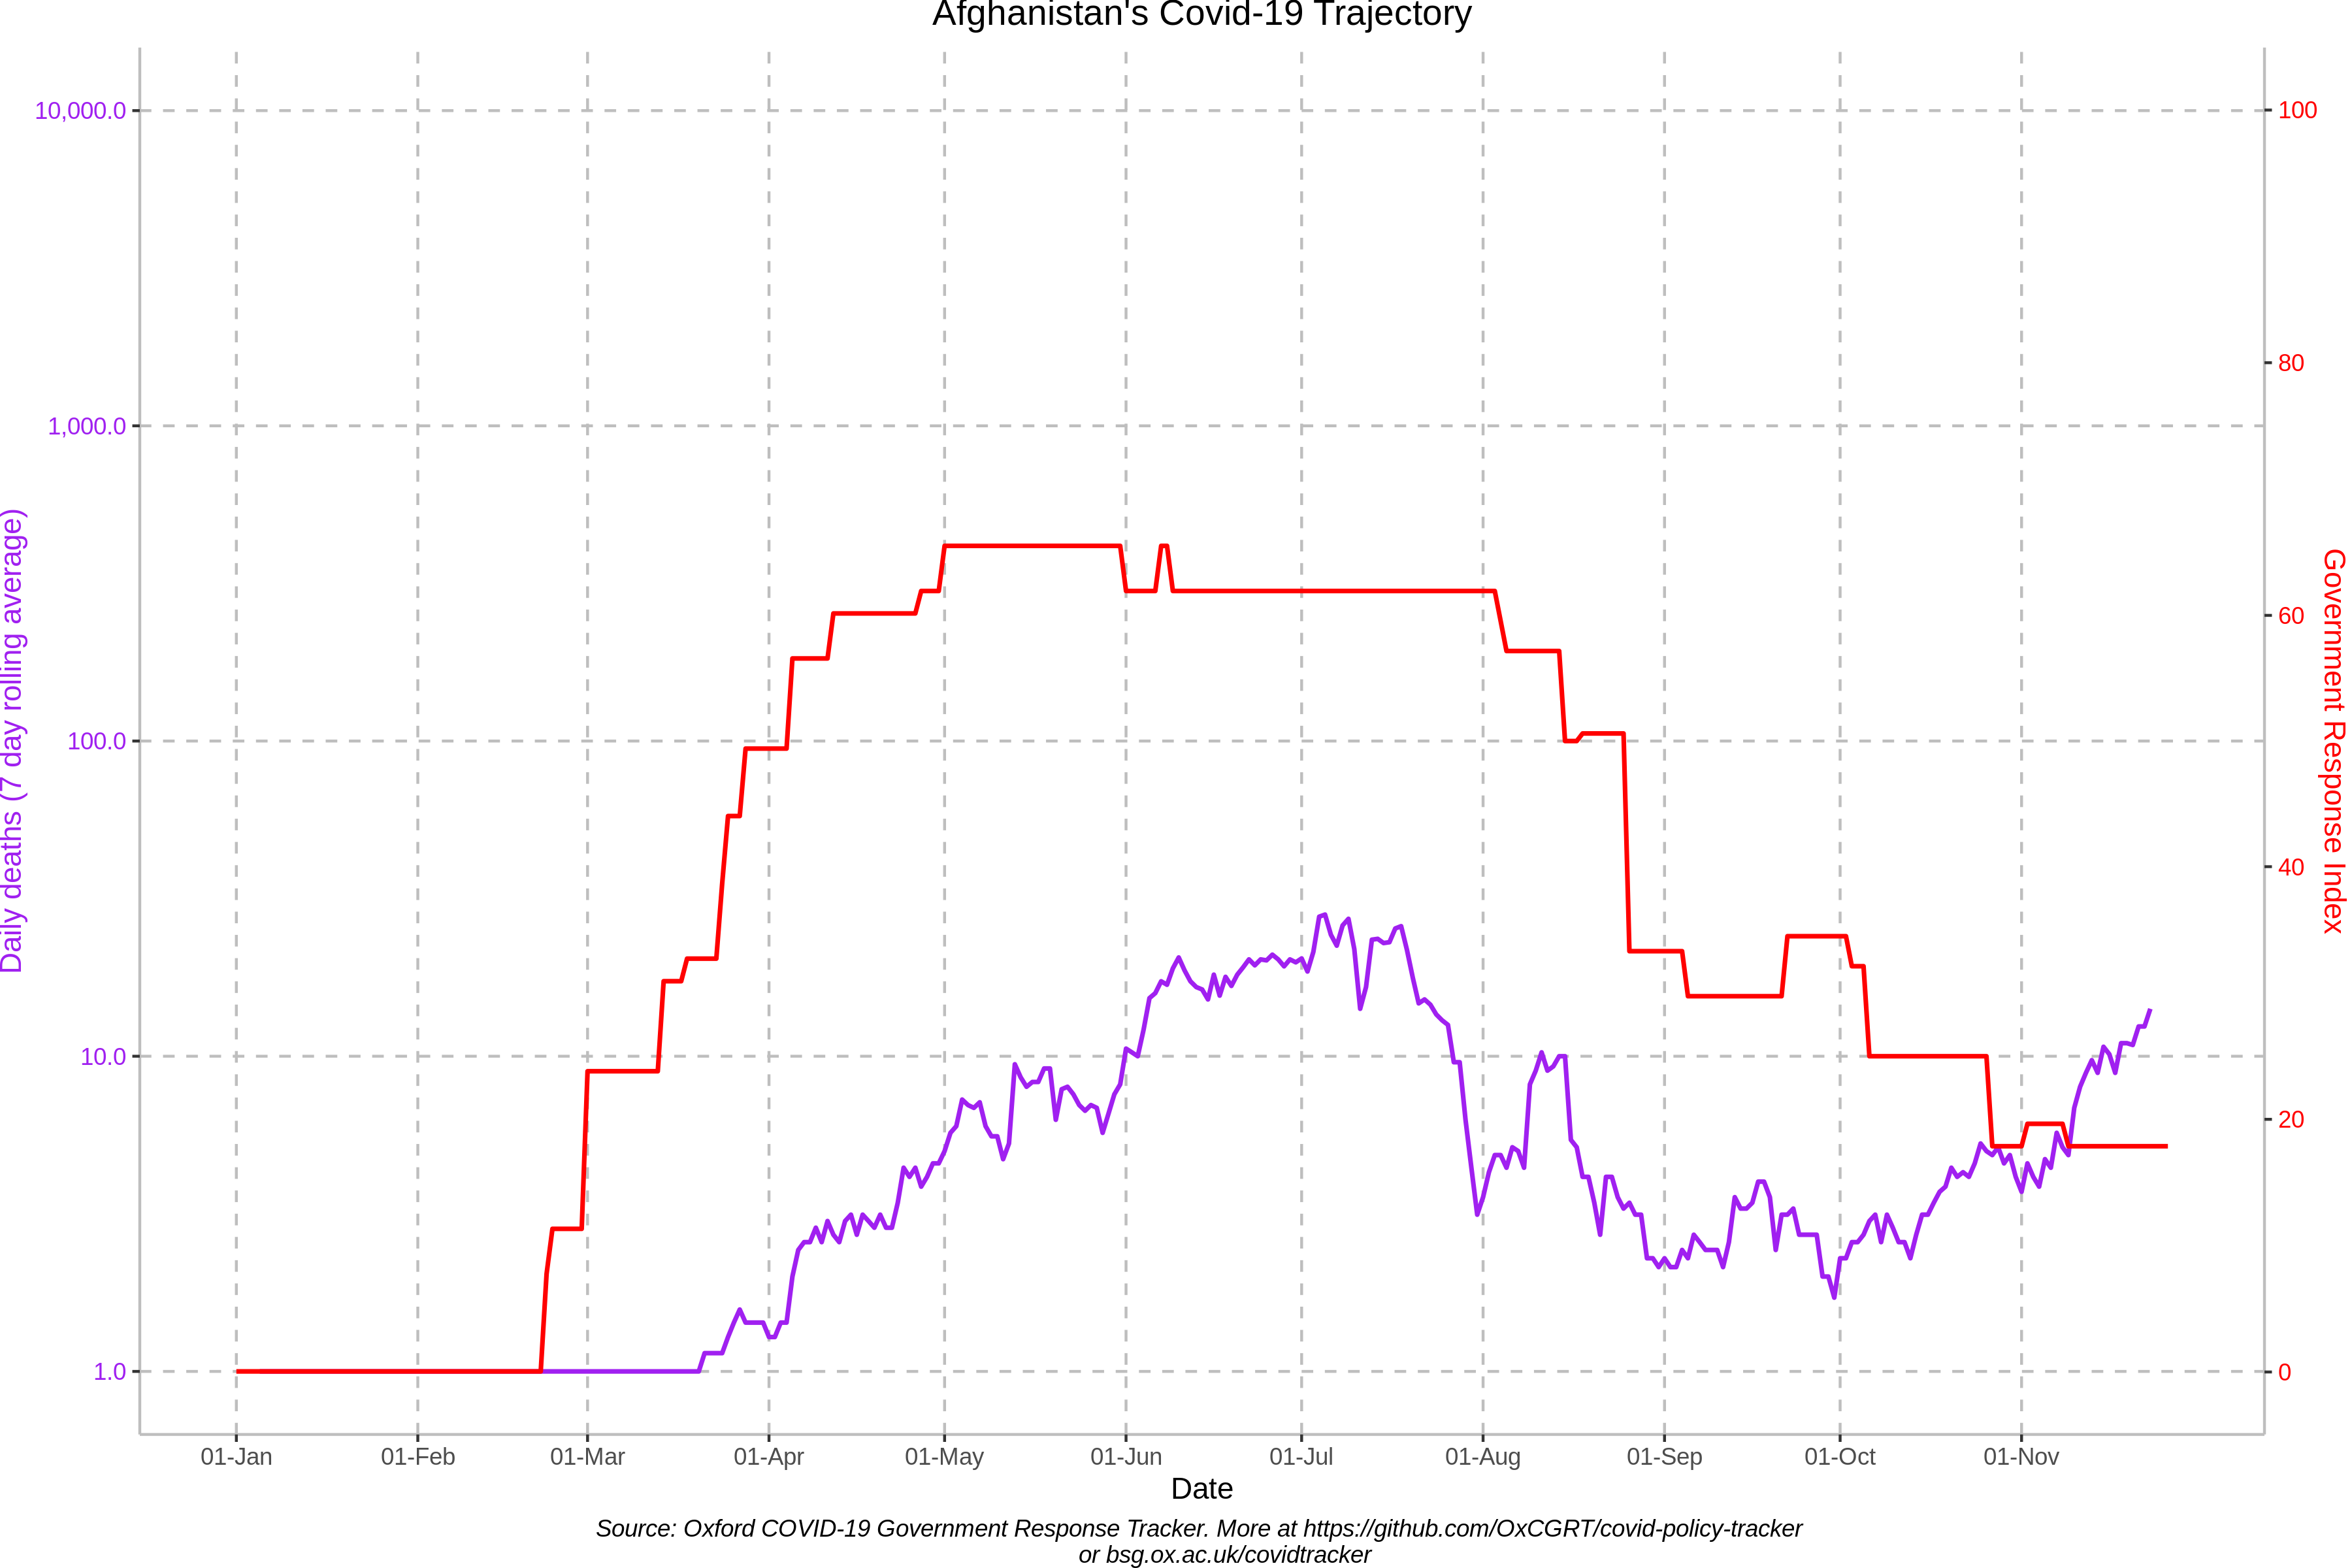 Afghanistan's Covid-19 Trajectory
10,000.0
1,000.0
100.0
10.0
1.0
Daily deaths (7 day rolling average)
100
80
60
40
20
0
Government Response Index
01-Jan
01-Feb
01-Mar
01-Apr
01-May
01-Jun
01-Jul
01-Aug
01-Sep
01-Oct
01-Nov
Date
Source: Oxford COVID-19 Government Response Tracker. More at https://github.com/OxCGRT/covid-policy-tracker
or bsg.ox.ac.uk/covidtracker